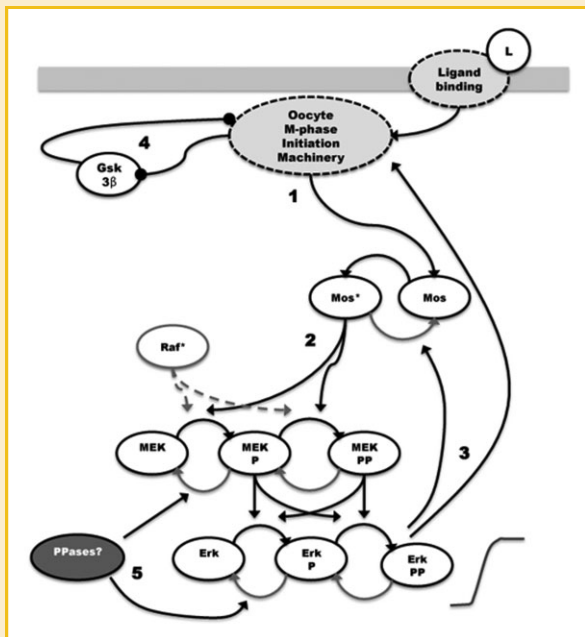 L
Ligand
binding
Oocyte
M-phase
Initiation
Machinery
4
Gsk
3β
1
Mos*
Mos
2
Raf*
3
MEK
MEK
P
MEK
PP
PPases?
5
Erk
Erk
P
Erk
PP